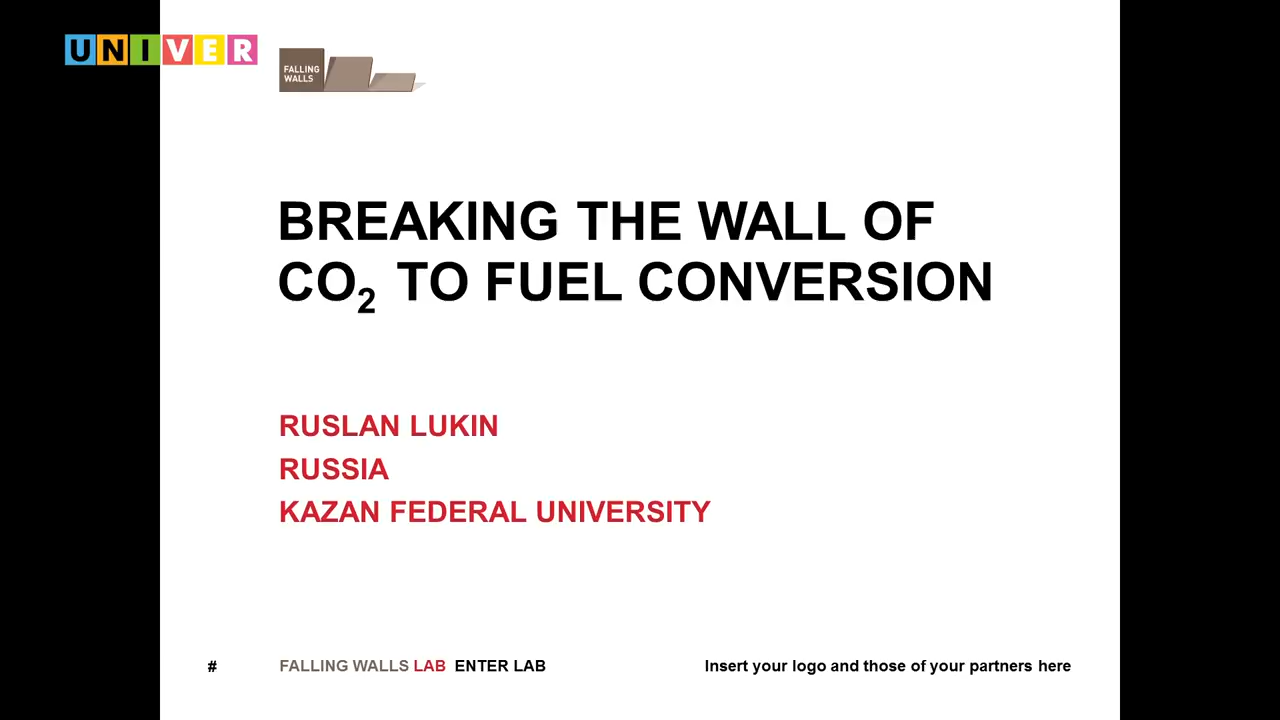 UNIVER
FALLING
WALLS
BREAKING THE WALL OF
CO₂ TO FUEL CONVERSION
RUSLAN LUKIN
RUSSIA
KAZAN FEDERAL UNIVERSITY
# FALLING WALLS LAB ENTER LAB Insert your logo and those of your partners here